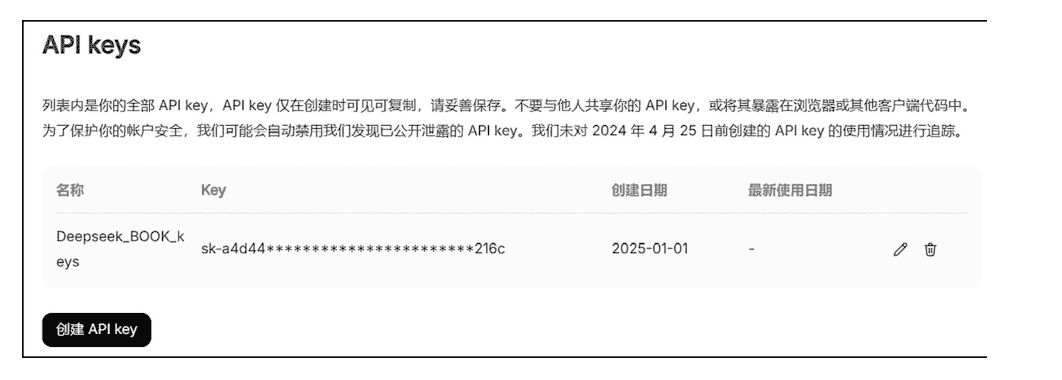 API keys
列表内是你的全部 API key，API key 仅在创建时可见可复制，请妥善保存。不要与他人共享你的 API key，或将其暴露在浏览器或其他客户端代码中。
为了保护你的帐户安全，我们可能会自动禁用我们发现已公开泄露的 API key。我们未对 2024 年 4 月 25 日前创建的 API key 的使用情况进行追踪。
名称 Key 创建日期 最新使用日期
Deepseek_BOOK_k
eys sk-a4d44***********************216c 2025-01-01 -
创建 API key